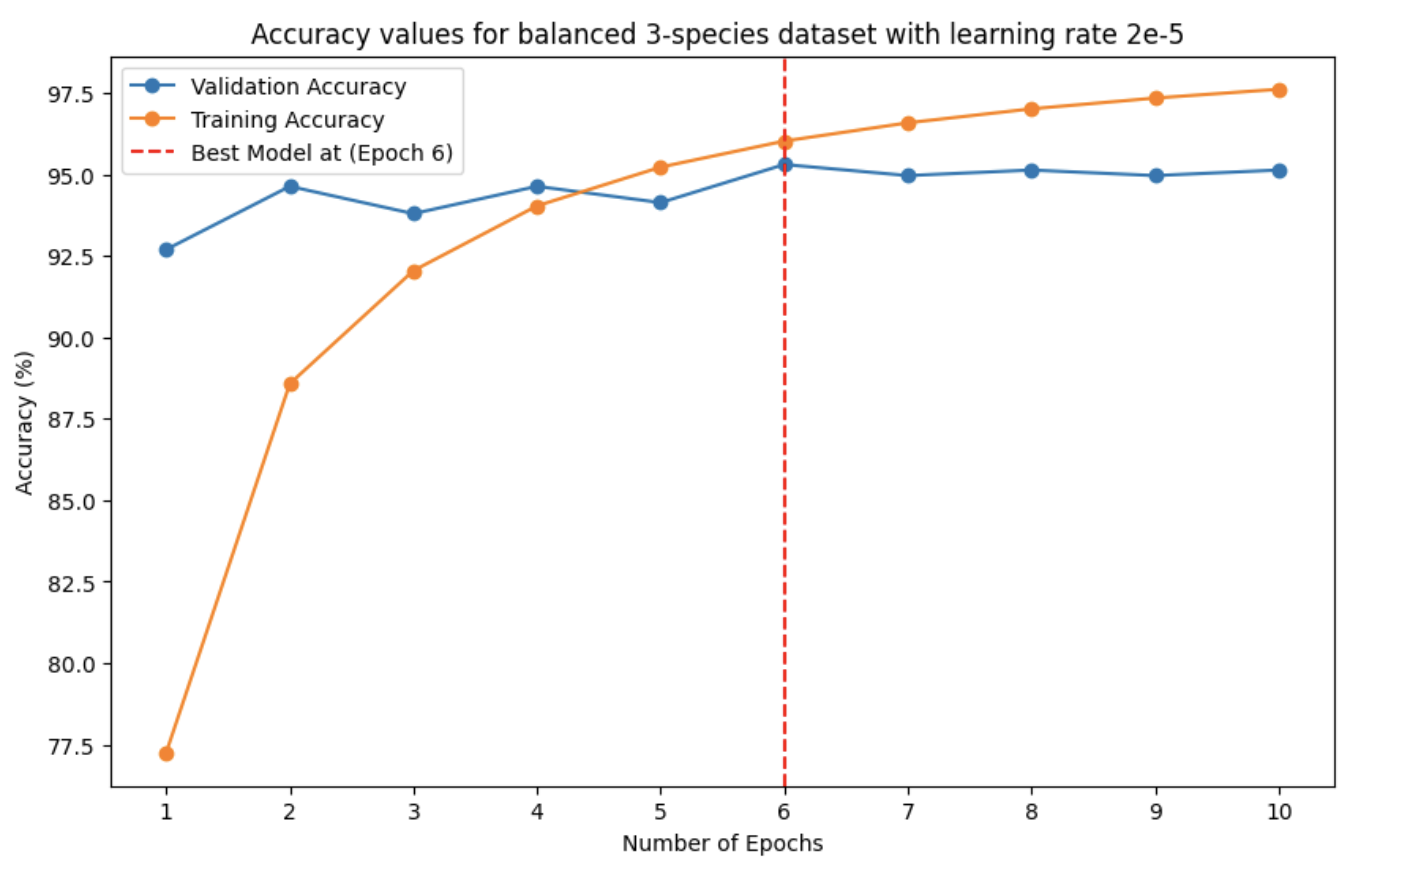 Accuracy values for balanced 3-species dataset with learning rate 2e-5
Validation Accuracy
Training Accuracy
Best Model at (Epoch 6)
97.5
95.0
92.5
90.0
87.5
85.0
82.5
80.0
77.5
Accuracy (%)
1 2 3 4 5 6 7 8 9 10
Number of Epochs